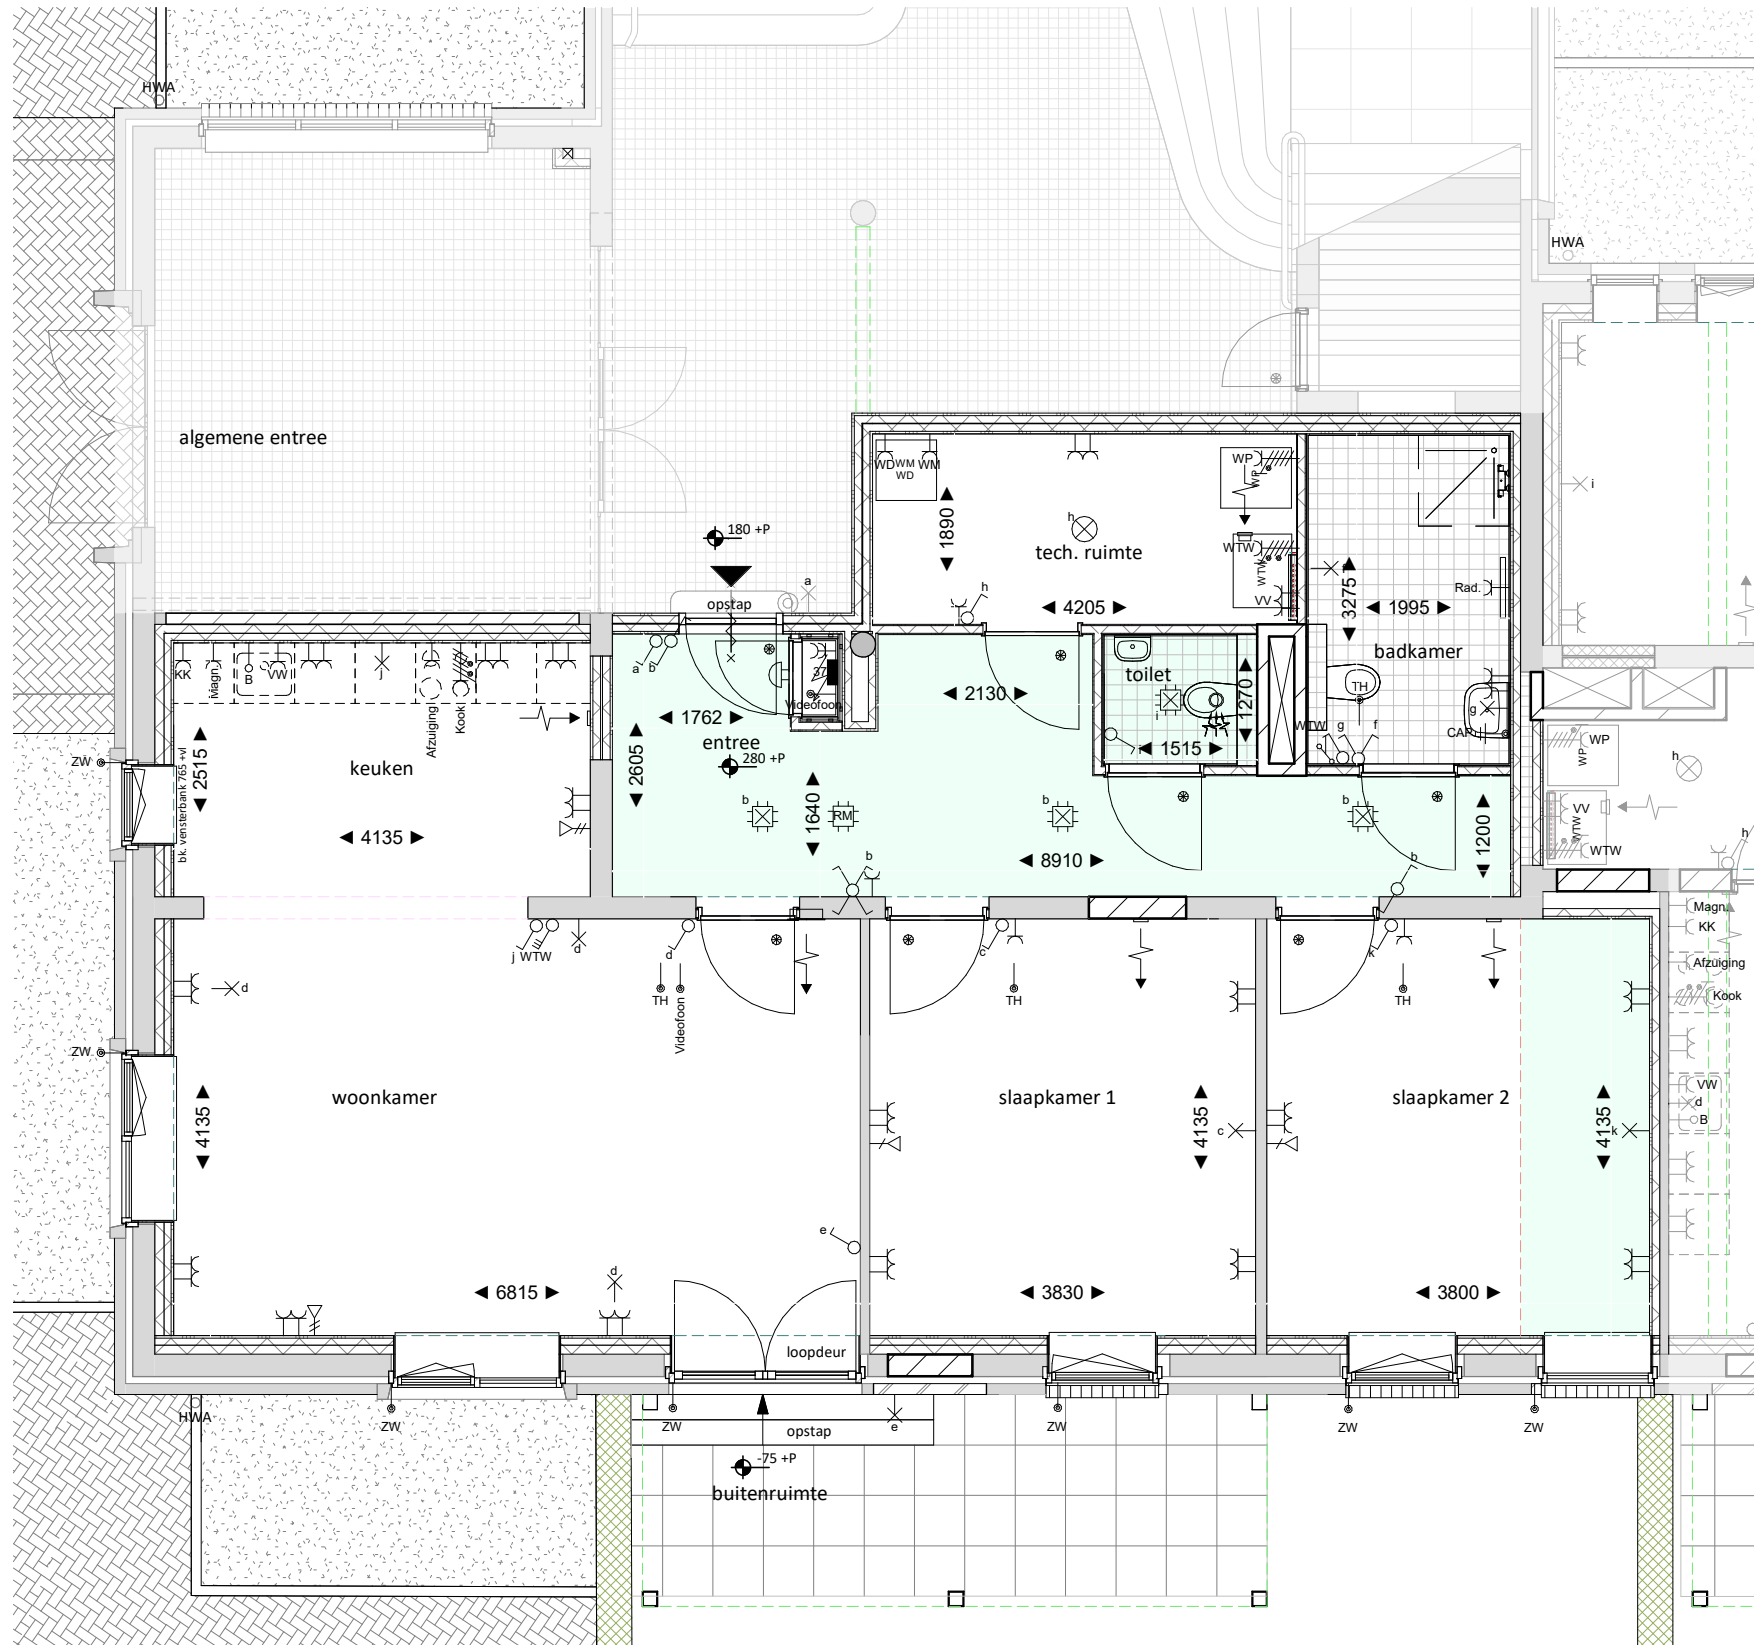 HWA
HWA
algemene entree
180 +P
a
opstap
WD
WM
WD
WM
WP
WP
h
tech. ruimte
1890
WTW
WTW
VV
h
4205
3275
1995
Rad.
badkamer
TH
g
CAP
WTW
g
f
i
KK
Magn.
B
VW
j
Afzuiging
Kook
a
b
Videofoon
1762
entree
280 +P
2605
2130
toilet
i
1270
1515
ZW
bk. vensterbank 765 +vl
2515
keuken
4135
b
RM
1640
b
8910
b
1200
b
b
WP
WP
h
VV
WTW
WTW
h
j
WTW
d
d
d
TH
Videofoon
c
TH
k
TH
Magn.
KK
Afzuiging
Kook
ZW
woonkamer
4135
slaapkamer 1
4135
c
slaapkamer 2
4135
k
VW
d
B
e
6815
d
3830
3800
loopdeur
HWA
ZW
ZW
opstap
e
ZW
ZW
ZW
-75 +P
buitenruimte